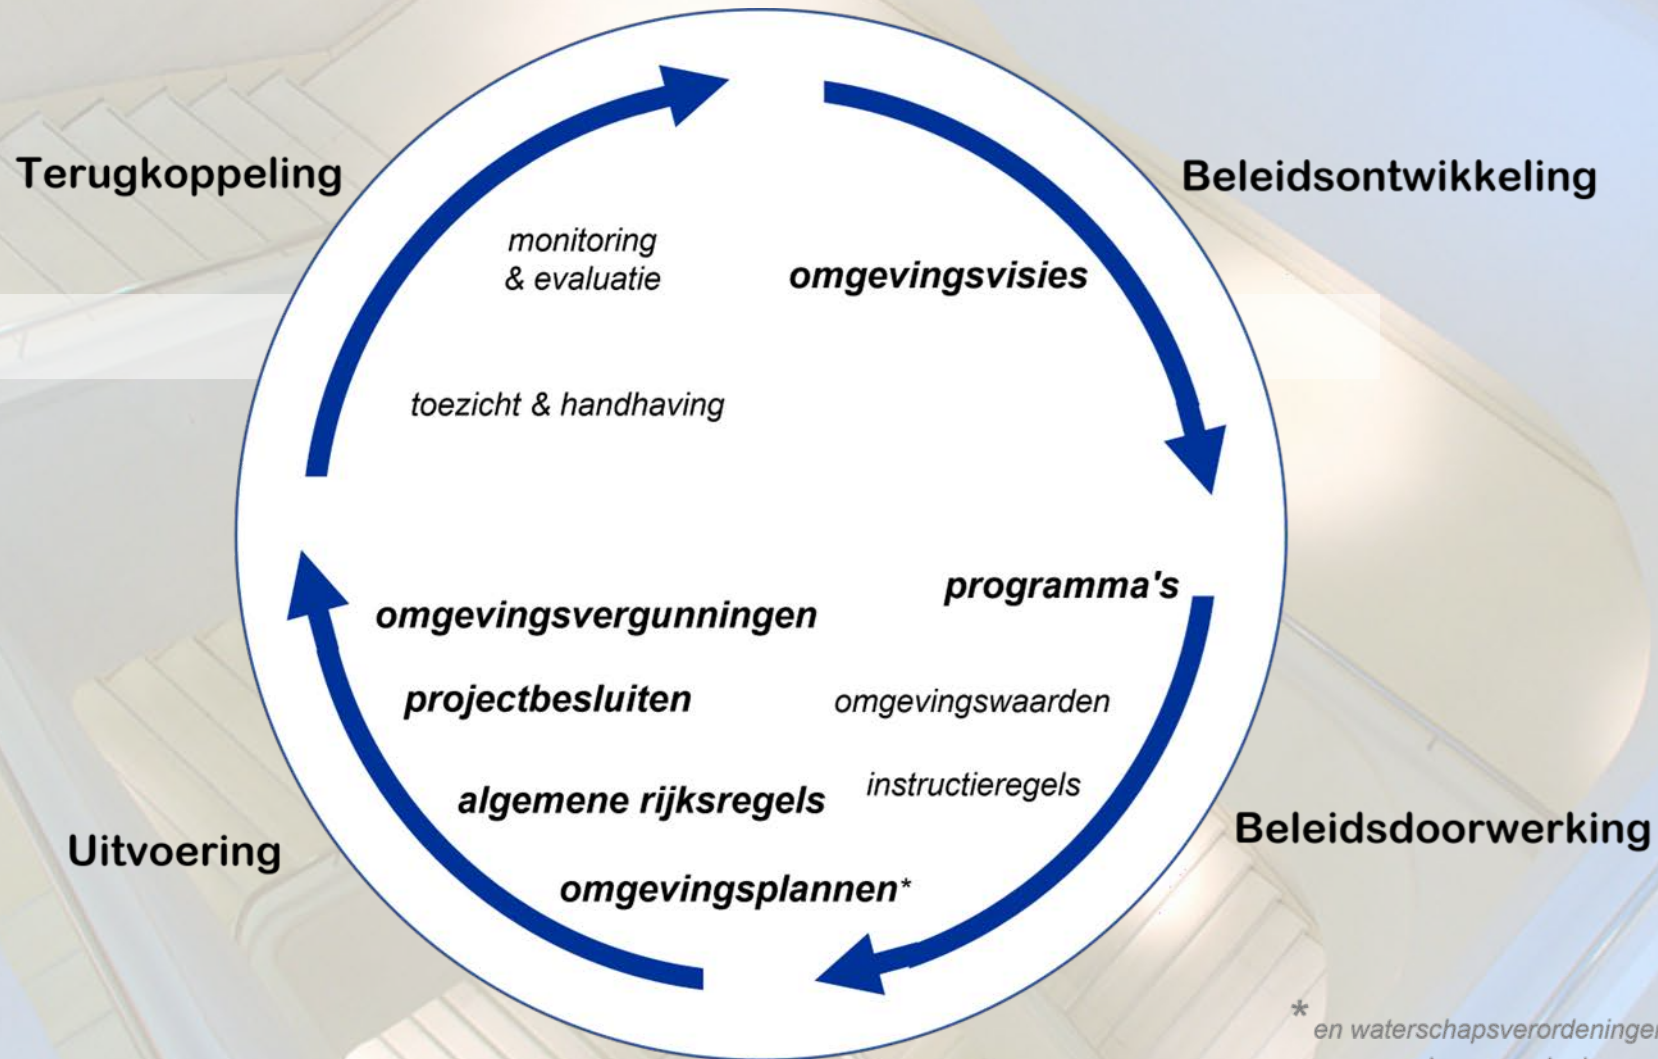 Terugkoppeling
Beleidsontwikkeling
monitoring
& evaluatie
omgevingsvisies
toezicht & handhaving
programma's
omgevingsvergunningen
projectbesluiten
omgevingswaarden
instructieregels
algemene rijksregels
Beleidsdoorwerking
Uitvoering
omgevingsplannen*
* en waterschapsverordeningen